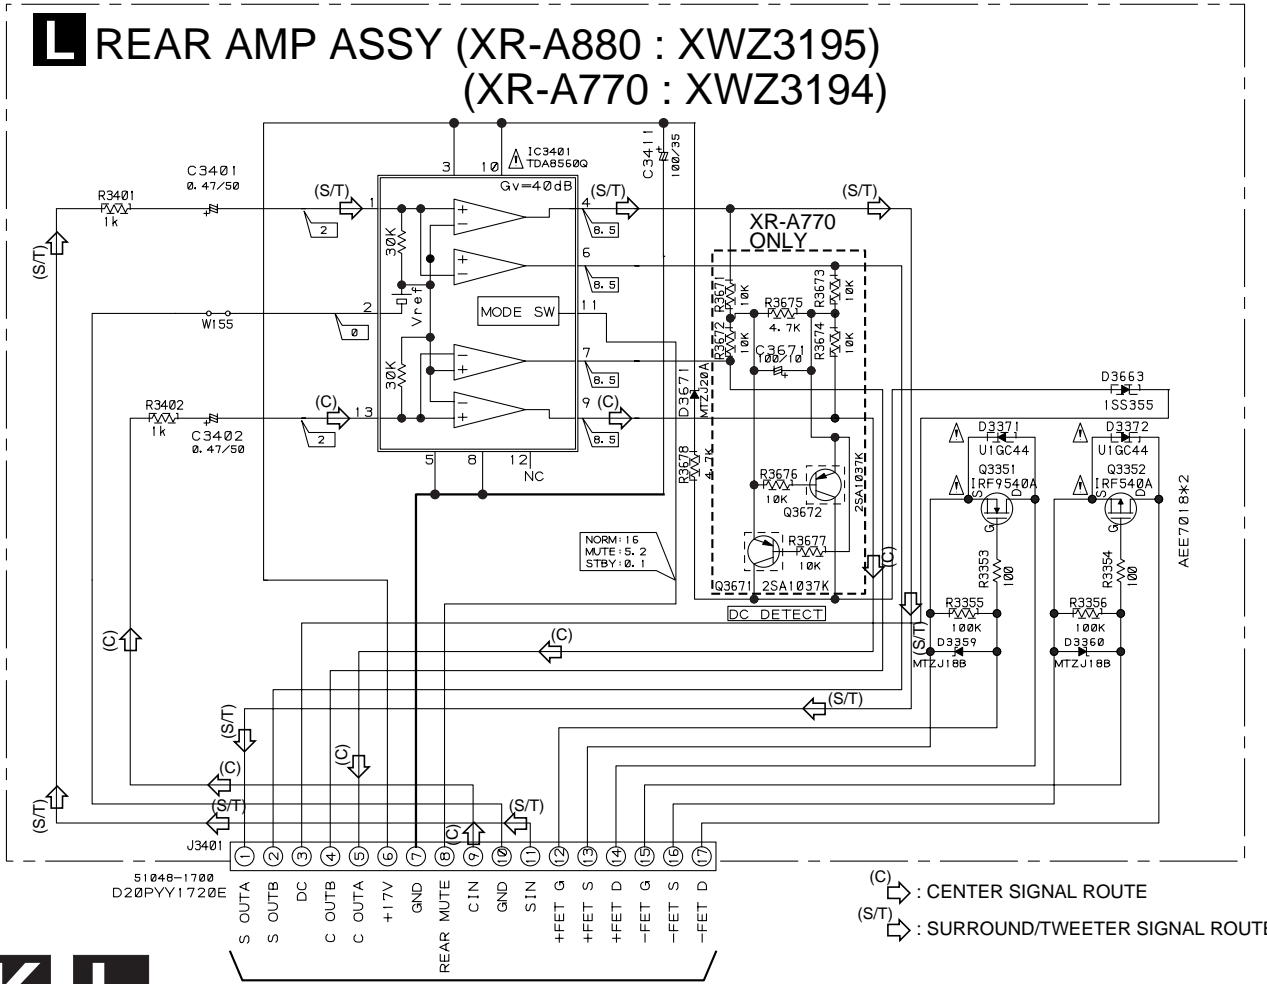 L REAR AMP ASSY (XR-A880 : XWZ3195)
(XR-A770 : XWZ3194)
IC3401
TDA8560Q
3
10
C3411
100/35
C3401
0.47/50
R3401
1k
(S/T)
1
2
30K
Gv=40dB
4
(S/T)
8.5
6
8.5
(S/T)
XR-A770
ONLY
(S/T)
W155
2
0
Vref
MODE SW
11
R3671
10K
R3672
10K
R3675
4.7K
C3671
100/10
R3673
10K
R3674
10K
7
8.5
9
(C)
8.5
30K
R3402
1k
C3402
0.47/50
(C)
13
2
5
8
12
NC
D3671
MTZJ20A
R3678
4.7K
R3676
10K
Q3672
2SA1037K
R3677
10K
Q3671
2SA1037K
DC DETECT
D3663
1SS355
D3371
U1GC44
D3372
U1GC44
Q3351
IRF9540A
Q3352
IRF540A
S
D
G
S
D
G
AEE7018*2
R3353
100
R3354
100
R3355
100K
R3356
100K
D3359
MTZJ18B
D3360
MTZJ18B
NORM:16
MUTE:5.2
STBY:0.1
(C)
(S/T)
(C)
(C)
(S/T)
(S/T)
(C)
(C)
(S/T)
(S/T)
(S/T)
(C)
J3401
51048-1700
D20PYY1720E
1 2 3 4 5 6 7 8 9 10 11 12 13 14 15 16 17
S OUTA
S OUTB
DC
C OUTB
C OUTA
+17V
GND
REAR MUTE
CIN
GND
SIN
+FET G
+FET S
+FET D
-FET G
-FET S
-FET D
(C) : CENTER SIGNAL ROUTE
(S/T) : SURROUND/TWEETER SIGNAL ROUTE
K L